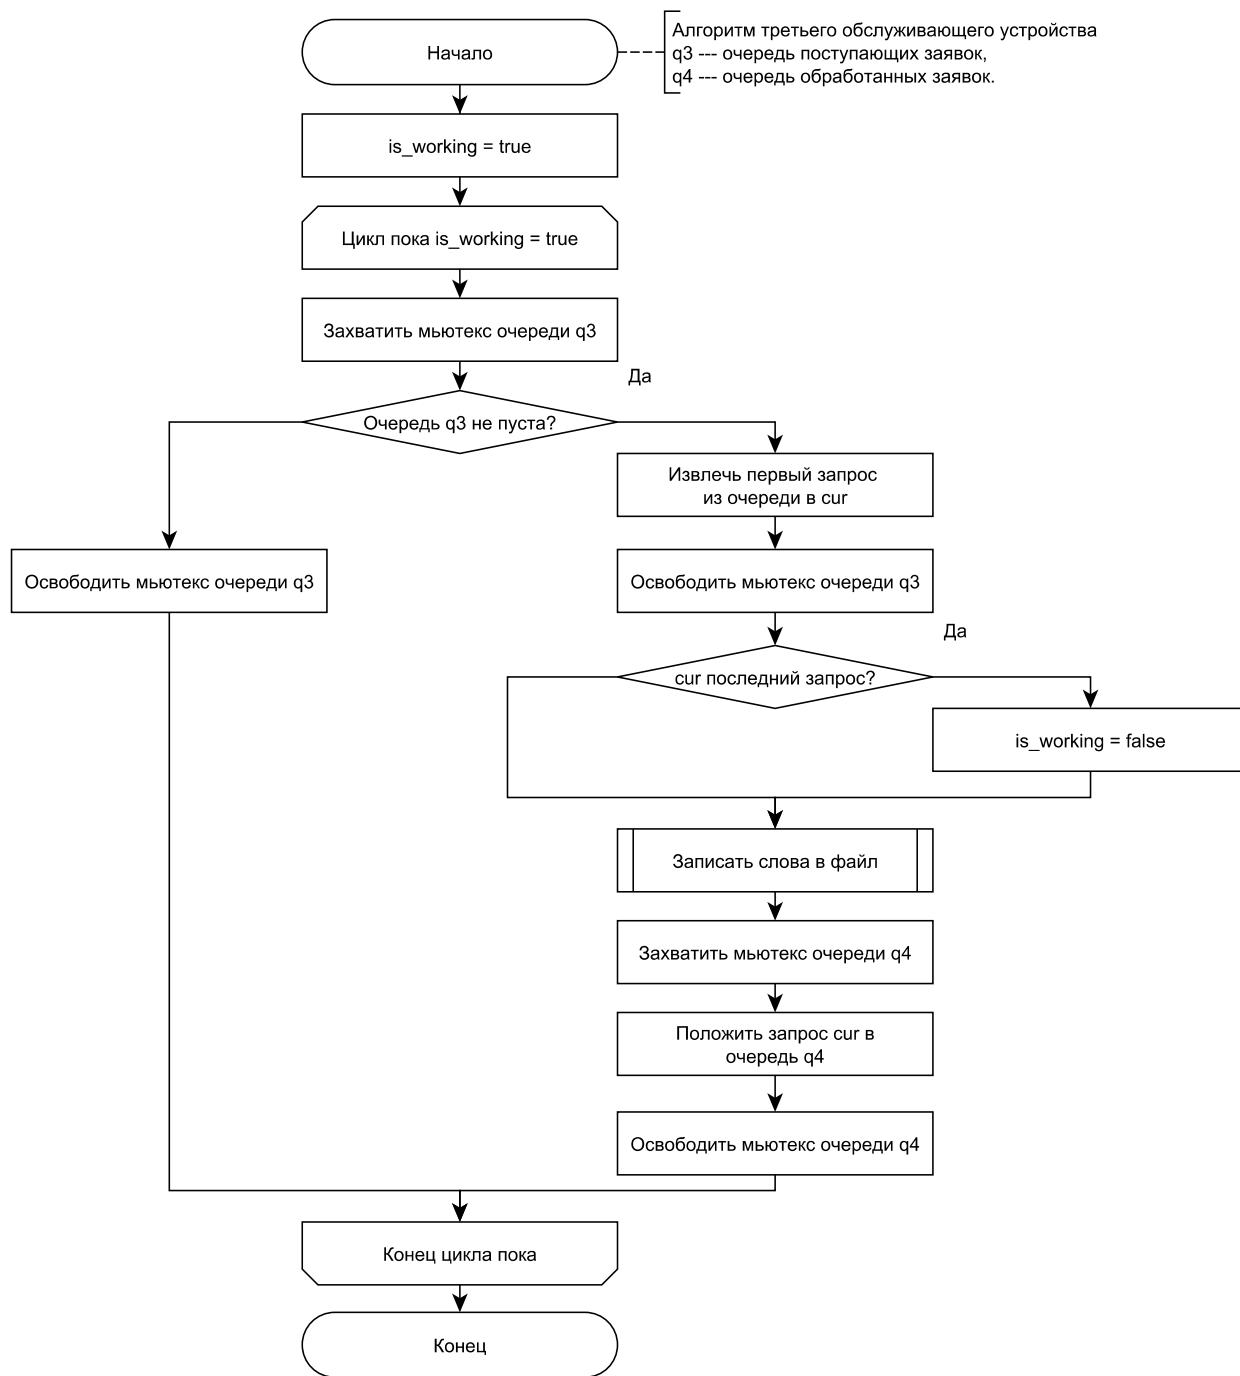 Начало
Алгоритм третьего обслуживающего устройства
q3 --- очередь поступающих заявок,
q4 --- очередь обработанных заявок.
is_working = true
Цикл пока is_working = true
Захватить мьютекс очереди q3
Да
Очередь q3 не пуста?
Извлечь первый запрос
из очереди в cur
Освободить мьютекс очереди q3
Освободить мьютекс очереди q3
Да
cur последний запрос?
is_working = false
Записать слова в файл
Захватить мьютекс очереди q4
Положить запрос cur в
очередь q4
Освободить мьютекс очереди q4
Конец цикла пока
Конец